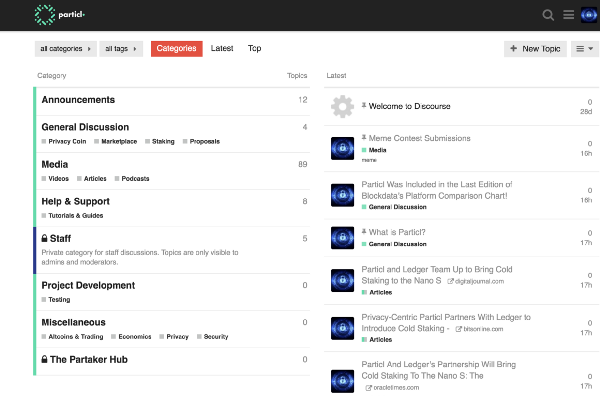 particl
all categories
all tags
Categories
Latest
Top
+ New Topic
Category
Topics
Announcements
12
General Discussion
4
Privacy Coin
Marketplace
Staking
Proposals
Media
89
Videos
Articles
Podcasts
Help & Support
8
Tutorials & Guides
Staff
5
Private category for staff discussions. Topics are only visible to
admins and moderators.
Project Development
0
Testing
Miscellaneous
0
Altcoins & Trading
Economics
Privacy
Security
The Partaker Hub
0
Latest
Welcome to Discourse
0
28d
Meme Contest Submissions
Media
meme
0
16h
Particl Was Included in the Last Edition of
Blockdata's Platform Comparison Chart!
General Discussion
0
16h
What is Particl?
General Discussion
0
17h
Particl and Ledger Team Up to Bring Cold
Staking to the Nano S digitaljournal.com
Articles
0
17h
Privacy-Centric Particl Partners With Ledger to
Introduce Cold Staking - bitsonline.com
Articles
0
17h
Particl And Ledger's Partnership Will Bring
Cold Staking To The Nano S: The
oracletimes.com
0
17h